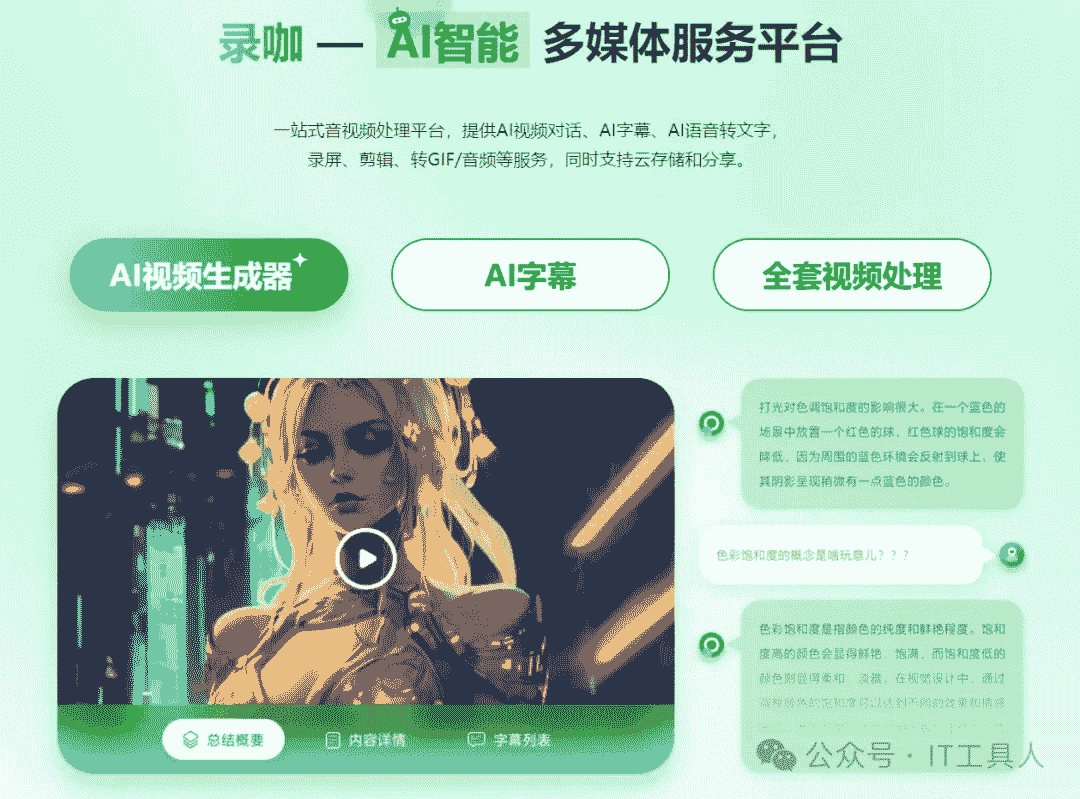 录咖 — AI智能 多媒体服务平台
一站式音视频处理平台，提供AI视频对话、AI字幕、AI语音转文字，
录屏、剪辑、转GIF/音频等服务，同时支持云存储和分享。
AI视频生成器
AI字幕
全套视频处理
打光对色调饱和度的影响很大。在一个蓝色的
场景中放置一个红色的球，红色球的饱和度会
降低，因为周围的蓝色环境会反射到球上，使
其阴影呈现稍微有一点蓝色的颜色。
色彩饱和度的概念是啥玩意儿？？？
色彩饱和度是指颜色的纯度和鲜艳程度。饱和
度高的颜色会显得鲜艳、饱满，而饱和度低的
颜色则显得柔和、淡雅。在视觉设计中，通过
总结概要
内容详情
字幕列表
公众号 · IT工具人